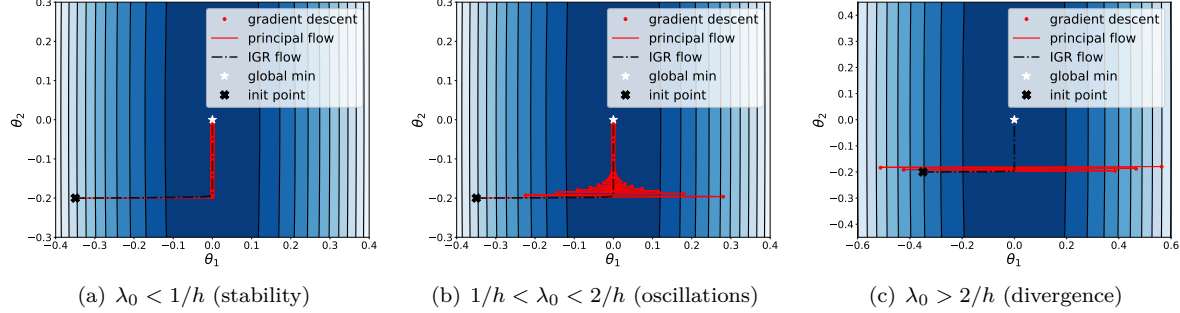 0.3
0.2
0.1
0.0
−0.1
−0.2
−0.3
θ₂
−0.4 −0.3 −0.2 −0.1 0.0 0.1 0.2 0.3 0.4
θ₁
gradient descent
principal flow
IGR flow
global min
init point
(a) λ₀ < 1/h (stability)
0.3
0.2
0.1
0.0
−0.1
−0.2
−0.3
θ₂
−0.4 −0.3 −0.2 −0.1 0.0 0.1 0.2 0.3 0.4
θ₁
gradient descent
principal flow
IGR flow
global min
init point
(b) 1/h < λ₀ < 2/h (oscillations)
0.4
0.3
0.2
0.1
0.0
−0.1
−0.2
−0.3
−0.4
θ₂
−0.6 −0.4 −0.2 0.0 0.2 0.4 0.6
θ₁
gradient descent
principal flow
IGR flow
global min
init point
(c) λ₀ > 2/h (divergence)